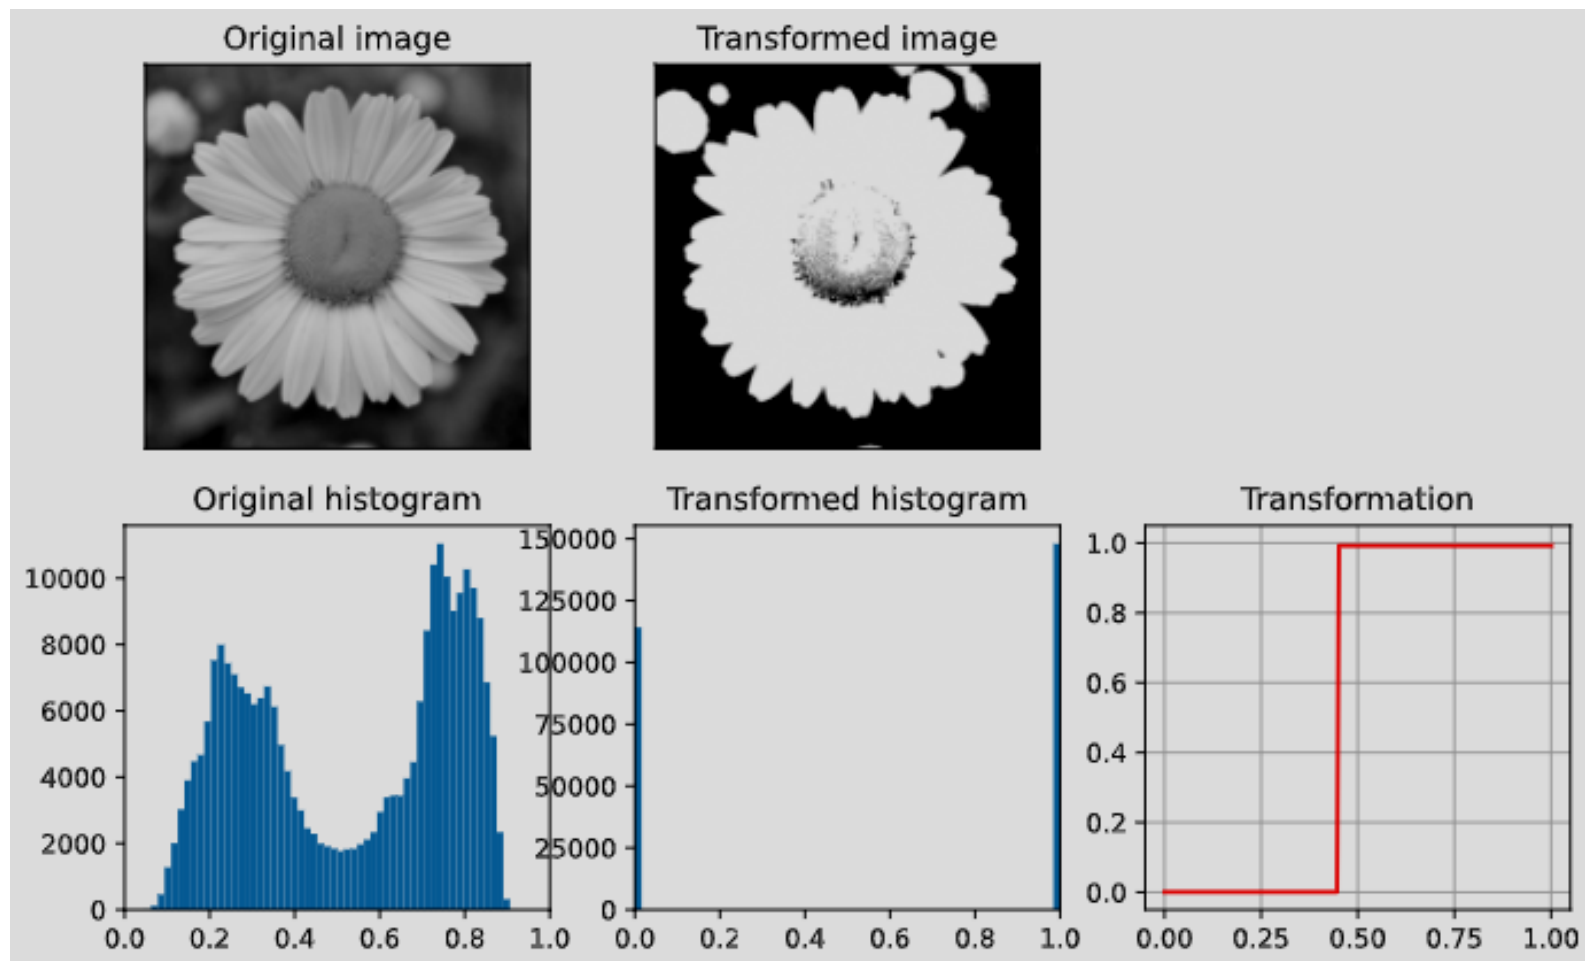 Original image
Transformed image
Original histogram
10000
8000
6000
4000
2000
0
0.0 0.2 0.4 0.6 0.8 1.0
Transformed histogram
150000
125000
100000
75000
50000
25000
0
0.0 0.2 0.4 0.6 0.8 1.0
Transformation
1.0
0.8
0.6
0.4
0.2
0.0
0.00 0.25 0.50 0.75 1.00